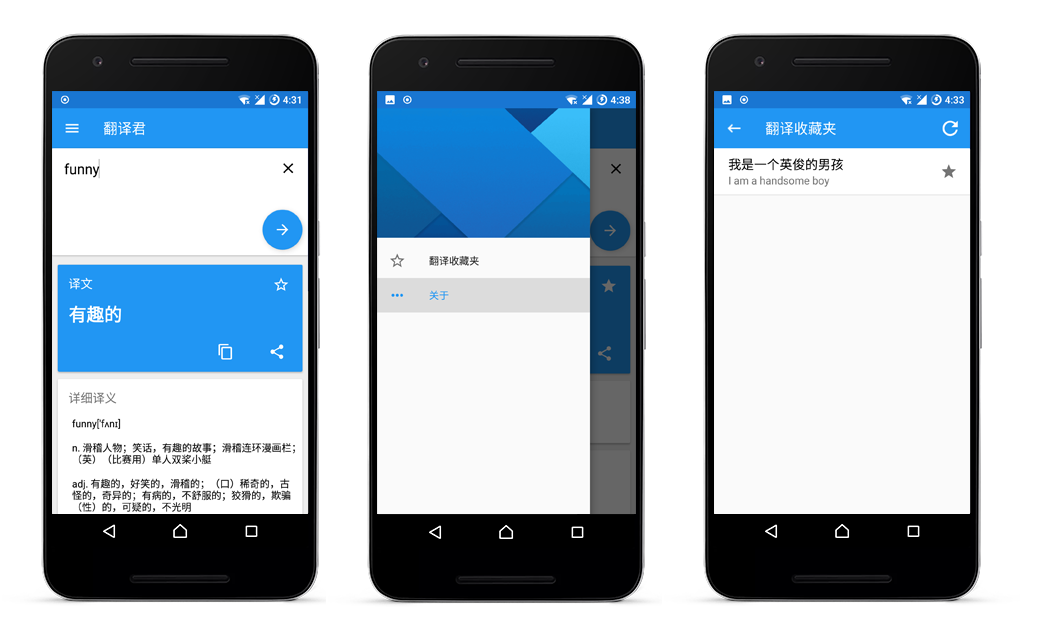 4:31
翻译君
funny
译文
有趣的
详细译义
funny['fʌnɪ]
n. 滑稽人物；笑话，有趣的故事；滑稽连环漫画栏；
（英）（比赛用）单人双桨小艇
adj. 有趣的，好笑的，滑稽的；（口）稀奇的，古
怪的，奇异的；有病的，不舒服的；狡猾的，欺骗
（性）的，可疑的，不光明
4:38
翻译收藏夹
关于
4:33
翻译收藏夹
我是一个英俊的男孩
I am a handsome boy